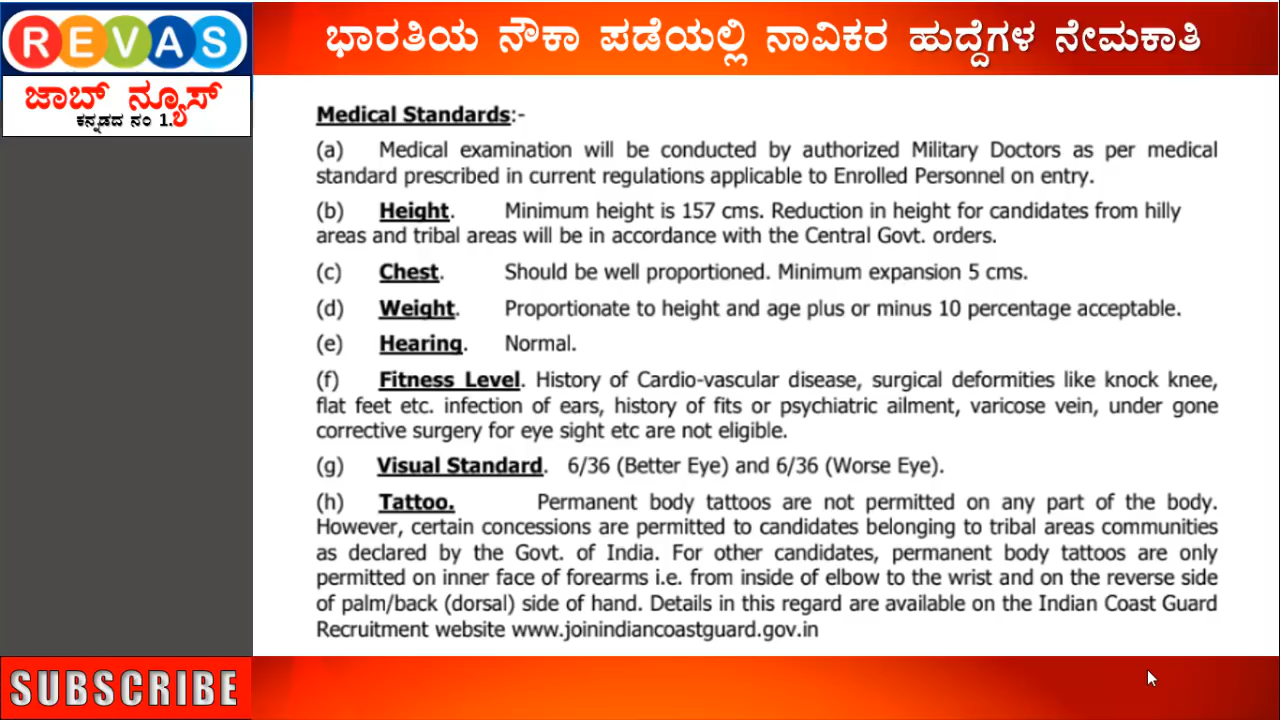 REVAS
ಜಾಬ್ ನ್ಯೂಸ್
ಕನ್ನಡದ ನಂ 1.
ಭಾರತೀಯ ನೌಕಾ ಪಡೆಯಲ್ಲಿ ನಾವಿಕರ ಹುದ್ದೆಗಳ ನೇಮಕಾತಿ
Medical Standards:-
(a) Medical examination will be conducted by authorized Military Doctors as per medical
standard prescribed in current regulations applicable to Enrolled Personnel on entry.
(b) Height. Minimum height is 157 cms. Reduction in height for candidates from hilly
areas and tribal areas will be in accordance with the Central Govt. orders.
(c) Chest. Should be well proportioned. Minimum expansion 5 cms.
(d) Weight. Proportionate to height and age plus or minus 10 percentage acceptable.
(e) Hearing. Normal.
(f) Fitness Level. History of Cardio-vascular disease, surgical deformities like knock knee,
flat feet etc. infection of ears, history of fits or psychiatric ailment, varicose vein, under gone
corrective surgery for eye sight etc are not eligible.
(g) Visual Standard. 6/36 (Better Eye) and 6/36 (Worse Eye).
(h) Tattoo. Permanent body tattoos are not permitted on any part of the body.
However, certain concessions are permitted to candidates belonging to tribal areas communities
as declared by the Govt. of India. For other candidates, permanent body tattoos are only
permitted on inner face of forearms i.e. from inside of elbow to the wrist and on the reverse side
of palm/back (dorsal) side of hand. Details in this regard are available on the Indian Coast Guard
Recruitment website www.joinindiancoastguard.gov.in
SUBSCRIBE